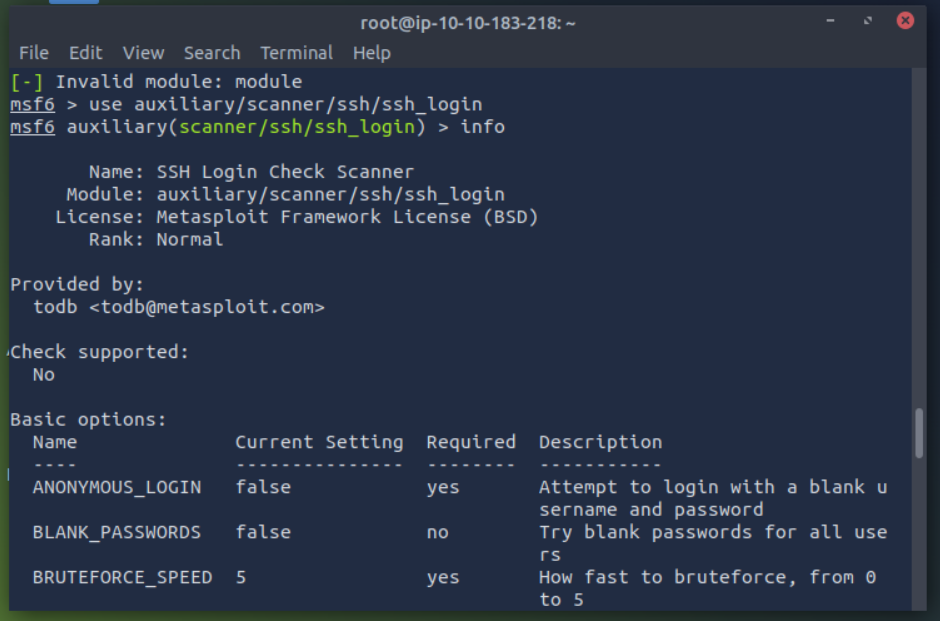 root@ip-10-10-183-218: ~
File Edit View Search Terminal Help
[-] Invalid module: module
msf6 > use auxiliary/scanner/ssh/ssh_login
msf6 auxiliary(scanner/ssh/ssh_login) > info
Name: SSH Login Check Scanner
Module: auxiliary/scanner/ssh/ssh_login
License: Metasploit Framework License (BSD)
Rank: Normal
Provided by:
todb <todb@metasploit.com>
Check supported:
No
Basic options:
Name Current Setting Required Description
---- --------------- -------- -----------
ANONYMOUS_LOGIN false yes Attempt to login with a blank u
sername and password
BLANK_PASSWORDS false no Try blank passwords for all use
rs
BRUTEFORCE_SPEED 5 yes How fast to bruteforce, from 0
to 5